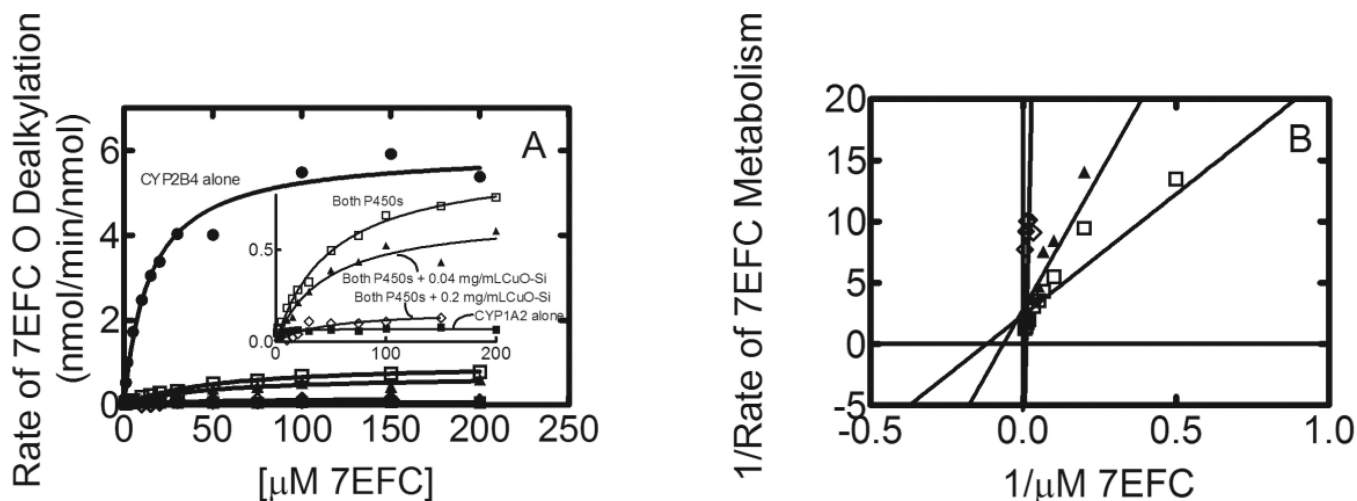 Rate of 7EFC O Dealkylation
(nmol/min/nmol)
A
6
4
2
0
CYP2B4 alone
Both P450s
0.5
Both P450s + 0.04 mg/mLCuO-Si
Both P450s + 0.2 mg/mLCuO-Si
CYP1A2 alone
0.0
0 100 200
0 50 100 150 200 250
[μM 7EFC]
1/Rate of 7EFC Metabolism
B
20
15
10
5
0
-5
-0.5 0.0 0.5 1.0
1/μM 7EFC